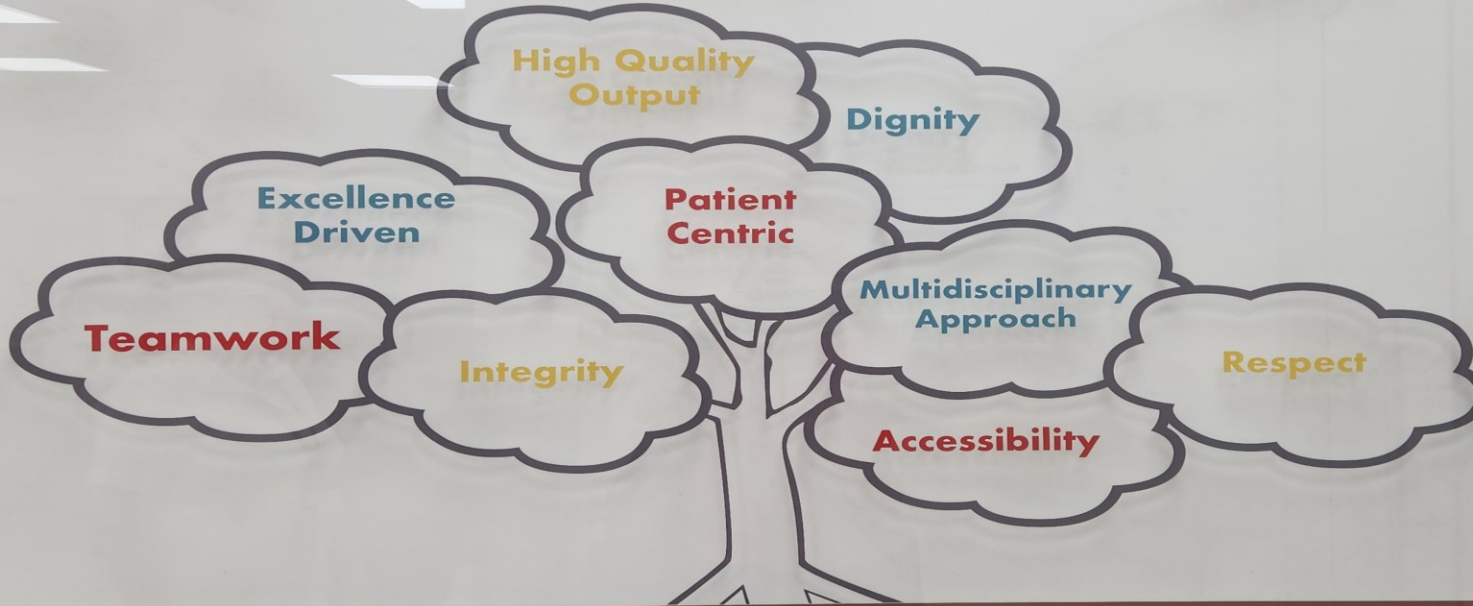 High Quality
Output
Dignity
Excellence
Driven
Patient
Centric
Multidisciplinary
Approach
Teamwork
Integrity
Respect
Accessibility